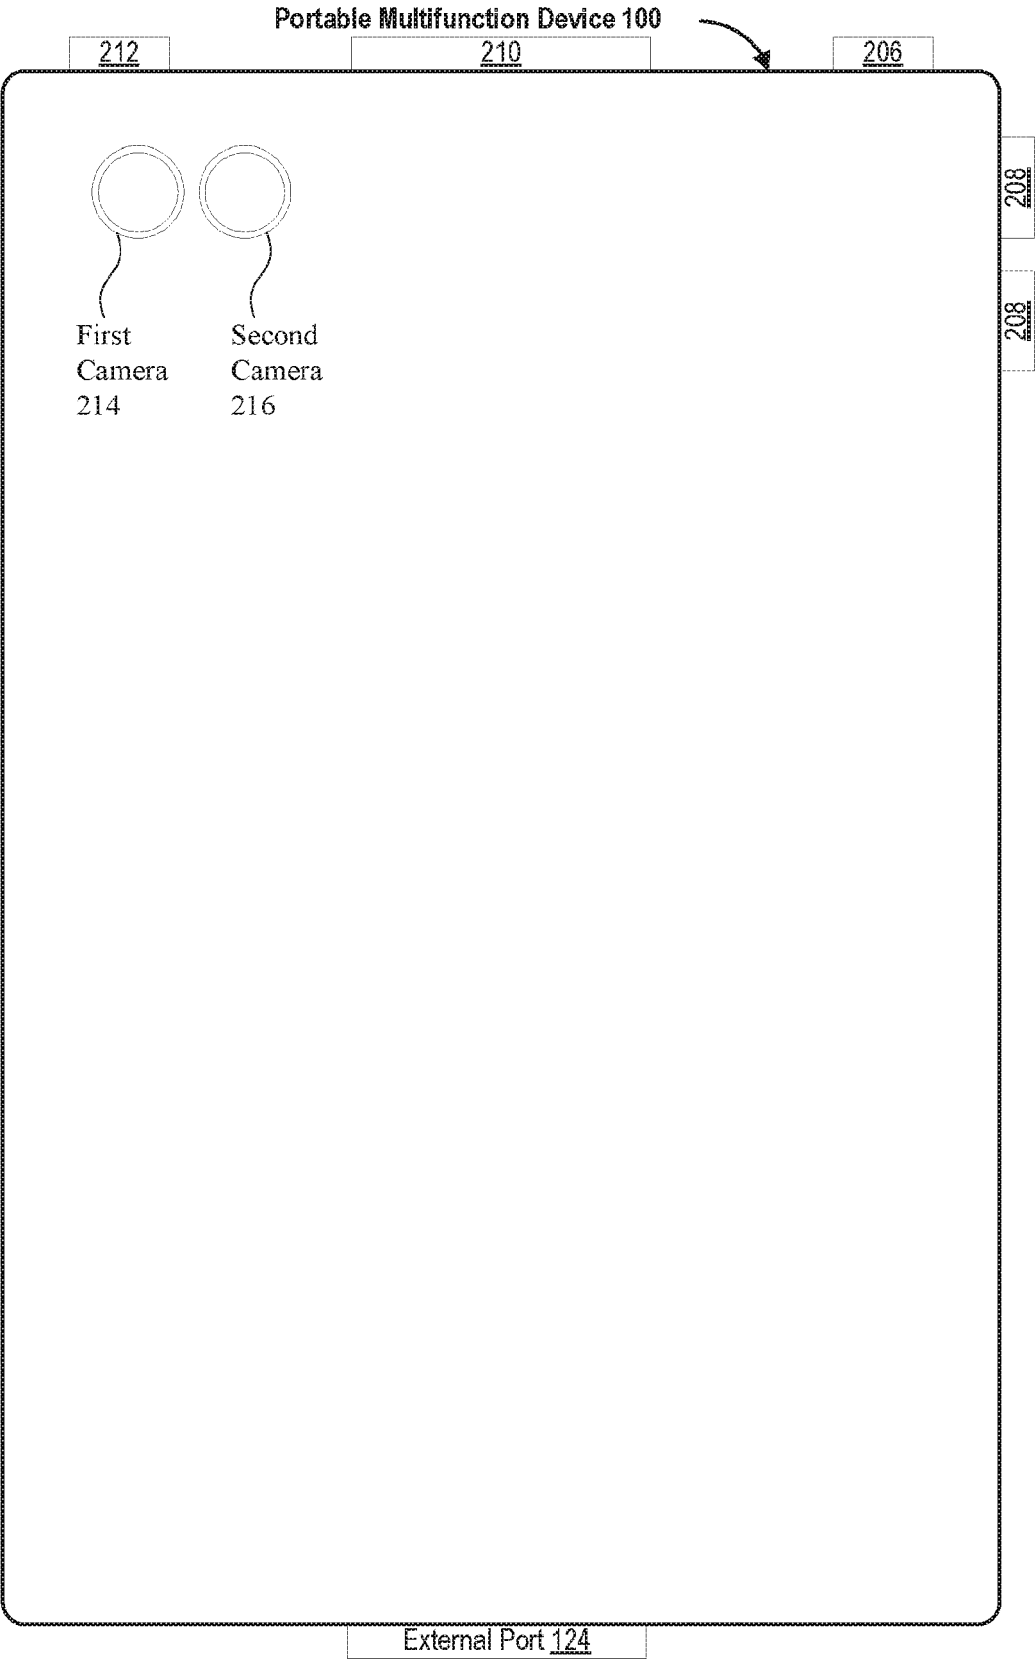 Portable Multifunction Device 100
212
210
206
208
208
First
Camera
214
Second
Camera
216
External Port 124